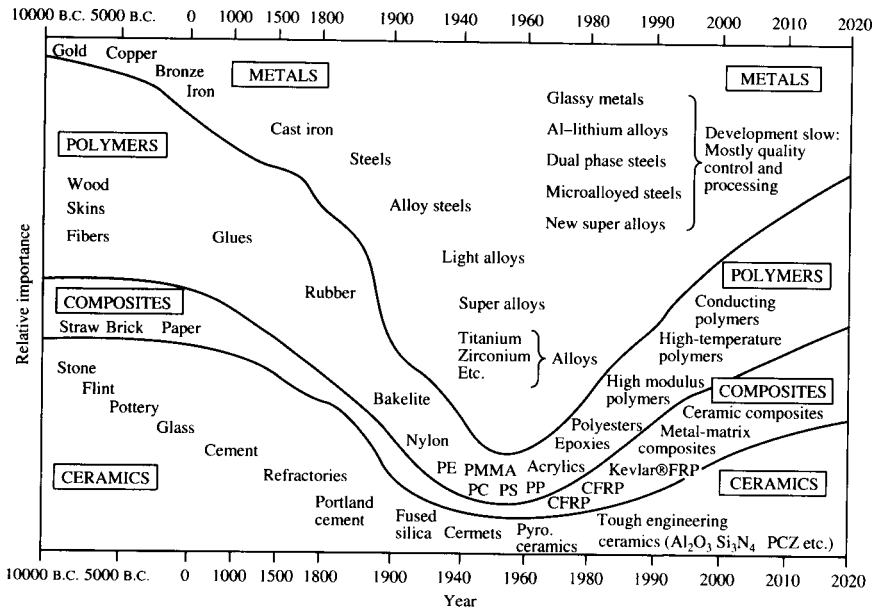 10000 B.C. 5000 B.C. 0 1000 1500 1800 1900 1940 1960 1980 1990 2000 2020
Gold
Copper
Bronze
Iron
METALS
METALS
Cast iron
Steels
Alloy steels
Light alloys
Super alloys
Titanium
Zirconium
Etc.
Alloys
Glassy metals
Al–lithium alloys
Dual phase steels
Microalloyed steels
New super alloys
Development slow:
Mostly quality
control and
processing
POLYMERS
Wood
Skins
Fibers
Glues
Rubber
Bakelite
Nylon
PE PMMA Acrylics
PC PS PP
Epoxies
Polyesters
High modulus
polymers
High-temperature
polymers
Conducting
polymers
POLYMERS
COMPOSITES
Straw Brick Paper
CFRP
CFRP
Kevlar®FRP
Metal-matrix
composites
Ceramic composites
COMPOSITES
Stone
Flint
Pottery
Glass
Cement
Refractories
Portland
cement
Fused
silica
Cermets
Pyro.
ceramics
Tough engineering
ceramics (Al2O3 Si3N4 PCZ etc.)
CERAMICS
CERAMICS
Relative importance
10000 B.C. 5000 B.C. 0 1000 1500 1800 1900 1940 1960 1980 1990 2000 2010 2020
Year